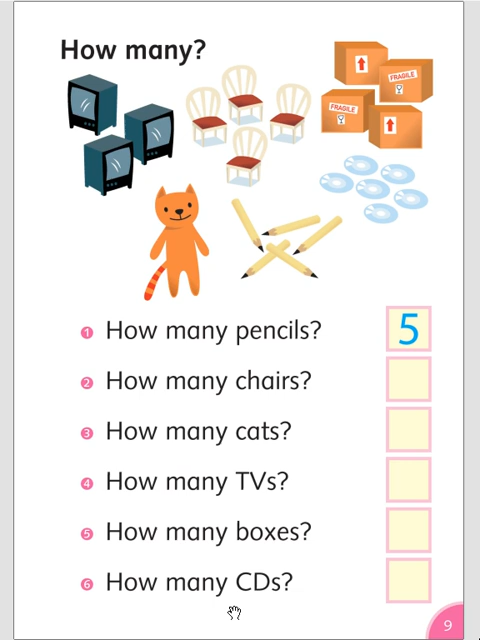 How many?
FRAGILE
FRAGILE
1 How many pencils? 5
2 How many chairs?
3 How many cats?
4 How many TVs?
5 How many boxes?
6 How many CDs?
9